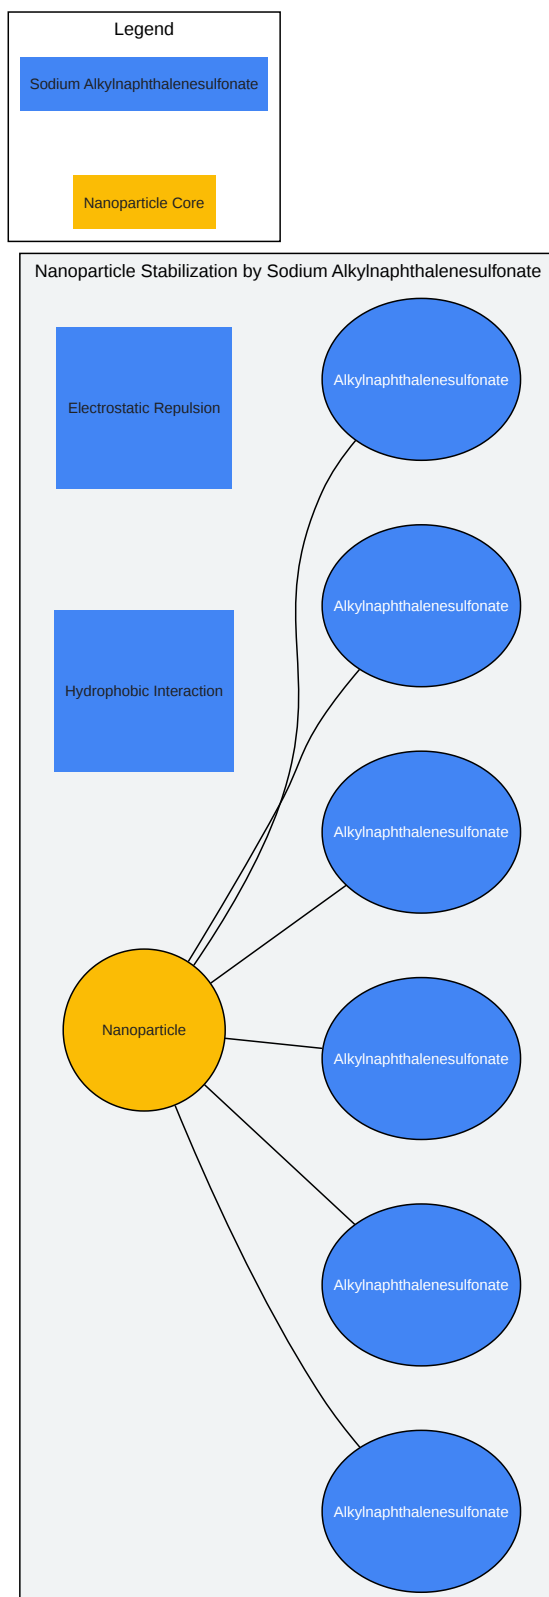 Legend
Sodium Alkylnaphthalenesulfonate
Nanoparticle Core
Nanoparticle Stabilization by Sodium Alkylnaphthalenesulfonate
Electrostatic Repulsion
Hydrophobic Interaction
Nanoparticle
Alkylnaphthalenesulfonate
Alkylnaphthalenesulfonate
Alkylnaphthalenesulfonate
Alkylnaphthalenesulfonate
Alkylnaphthalenesulfonate
Alkylnaphthalenesulfonate